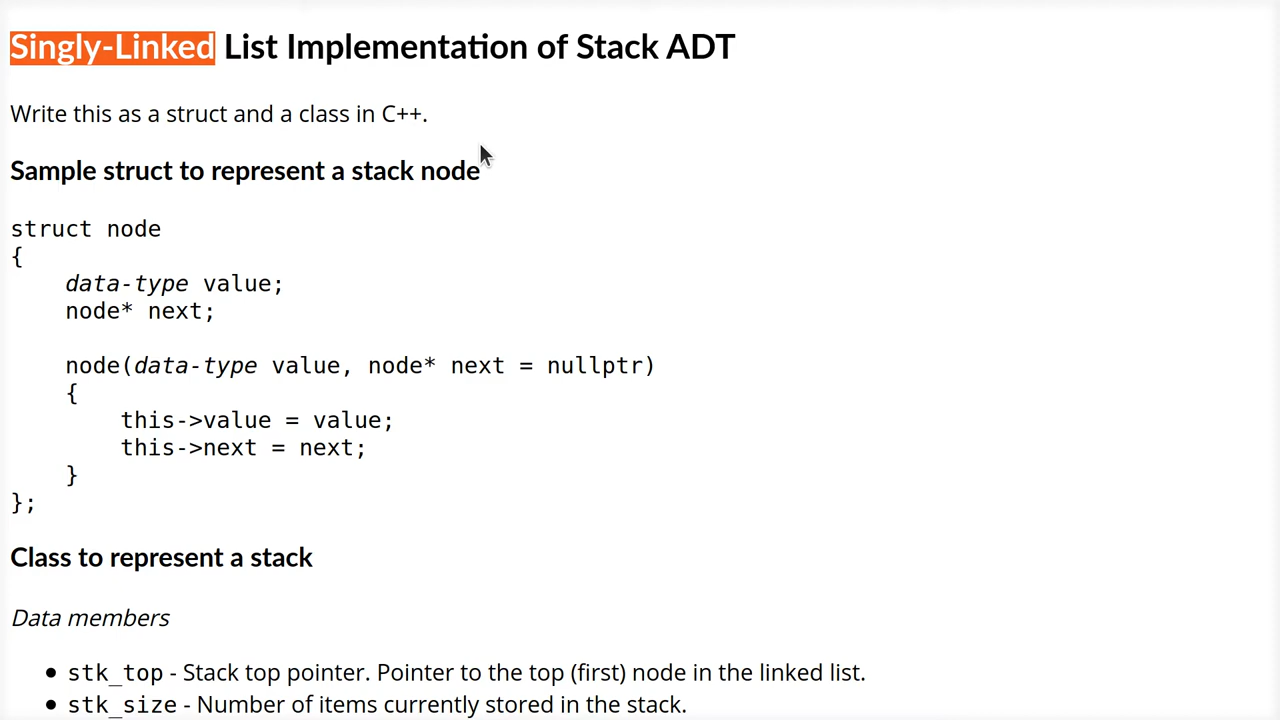 Singly-Linked List Implementation of Stack ADT
Write this as a struct and a class in C++.
Sample struct to represent a stack node
struct node
{
    data-type value;
    node* next;
    node(data-type value, node* next = nullptr)
    {
        this->value = value;
        this->next = next;
    }
};
Class to represent a stack
Data members
• stk_top - Stack top pointer. Pointer to the top (first) node in the linked list.
• stk_size - Number of items currently stored in the stack.